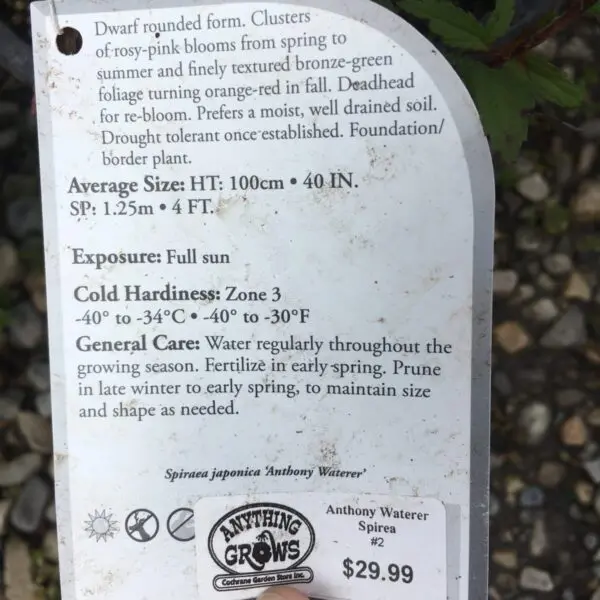 Dwarf rounded form. Clusters
of rosy-pink blooms from spring to
summer and finely textured bronze-green
foliage turning orange-red in fall. Deadhead
for re-bloom. Prefers a moist, well drained soil.
Drought tolerant once established. Foundation/
border plant.
Average Size: HT: 100cm • 40 IN.
SP: 1.25m • 4 FT.
Exposure: Full sun
Cold Hardiness: Zone 3
-40° to -34°C • -40° to -30°F
General Care: Water regularly throughout the
growing season. Fertilize in early spring. Prune
in late winter to early spring, to maintain size
and shape as needed.
Spiraea japonica 'Anthony Waterer'
ANYTHING
GROWS
Cochrane Garden Store Inc.
Anthony Waterer
Spirea
#2
$29.99